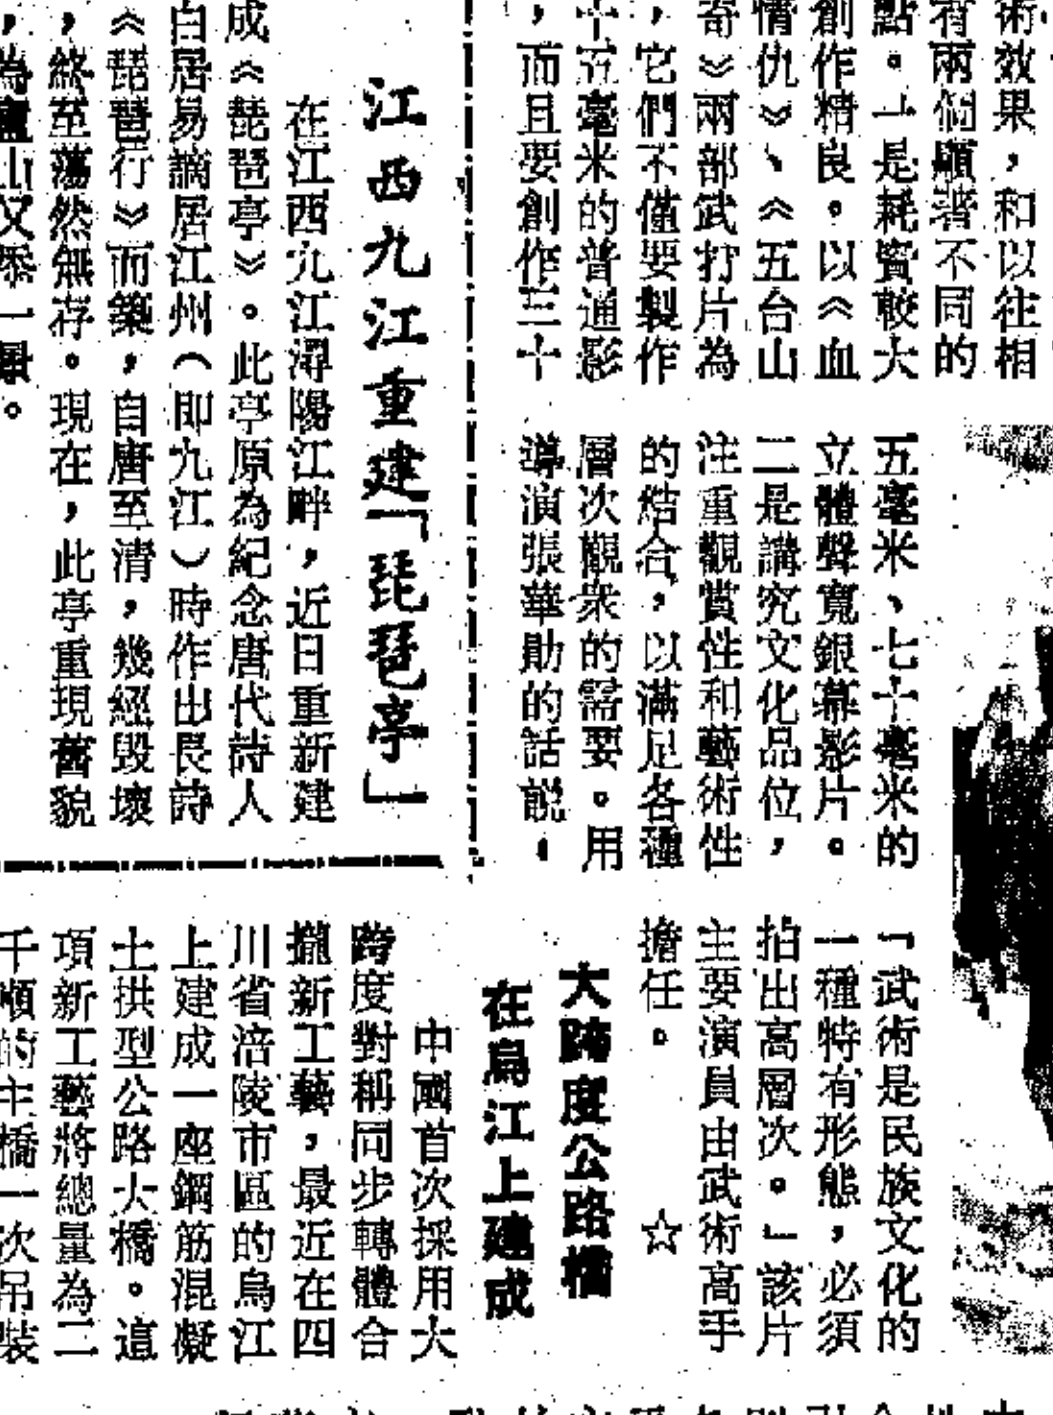 術效果，和以往相
有兩個顯著不同的
點。一是耗資較大
創作精良。以《血
情仇》、《五台山
奇》兩部武打片為
，它們不僅要製作
十五毫米的普通影
，而且要創作三十
五毫米、七十毫米的
立體聲寬銀幕影片。
二是講究文化品位，
注重觀賞性和藝術性
的結合，以滿足各種
層次觀衆的需要。用
導演張華勛的話說，
「武術是民族文化的
一種特有形態，必須
拍出高層次。」該片
主要演員由武術高手
擔任。 ☆
江西九江重建「琵琶亭」
在江西九江潯陽江畔，近日重新建
成《琵琶亭》。此亭原為紀念唐代詩人
白居易謫居江州（即九江）時作出長詩
《琵琶行》而築，自唐至清，幾經毀壞
，終至蕩然無存。現在，此亭重現舊貌
，為廬山又添一景。
大跨度公路橋
在烏江上建成
中國首次採用大
跨度對稱同步轉體合
攏新工藝，最近在四
川省涪陵市區的烏江
上建成一座鋼筋混凝
土拱型公路大橋。這
項新工藝將總量為二
千噸的主橋一次吊裝